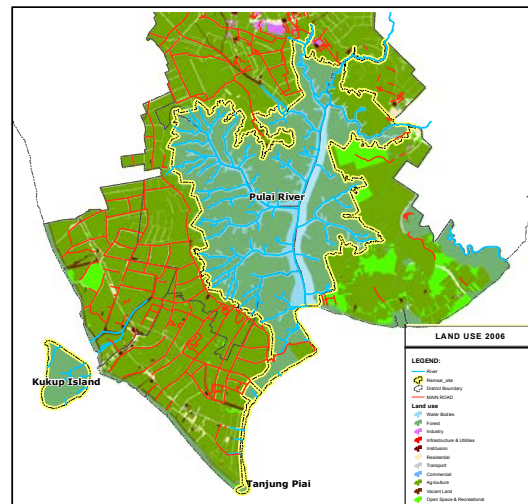 Pulai River
Kukup Island
Tanjung Piai
LAND USE 2006
LEGEND:
River
Ramsar_site
District Boundary
MAIN ROAD
Land use
Water Bodies
Forest
Industry
Infrastructure & Utilities
Institusion
Residential
Transport
Commercial
Agriculture
Vacant Land
Open Space & Recreational